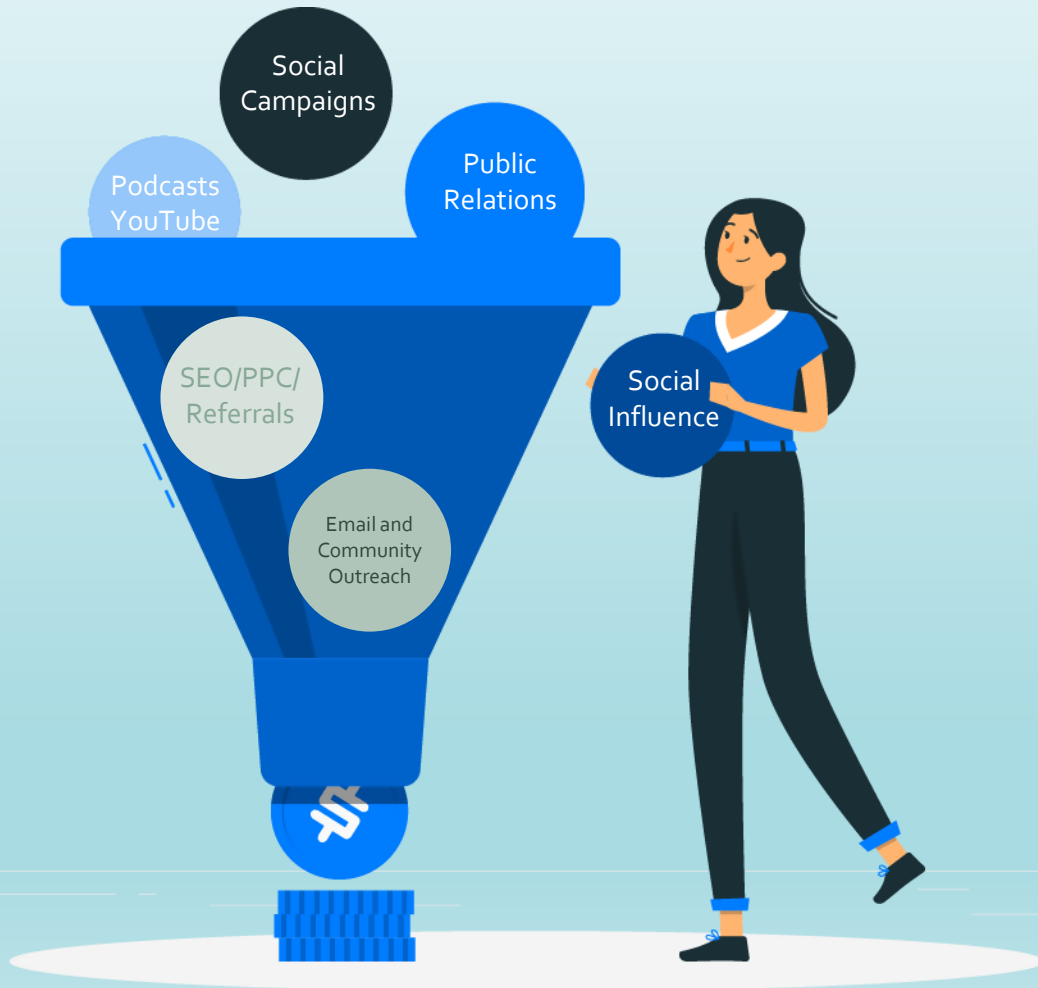 Social
Campaigns
Public
Relations
Podcasts
YouTube
SEO/PPC/
Referrals
Social
Influence
Email and
Community
Outreach